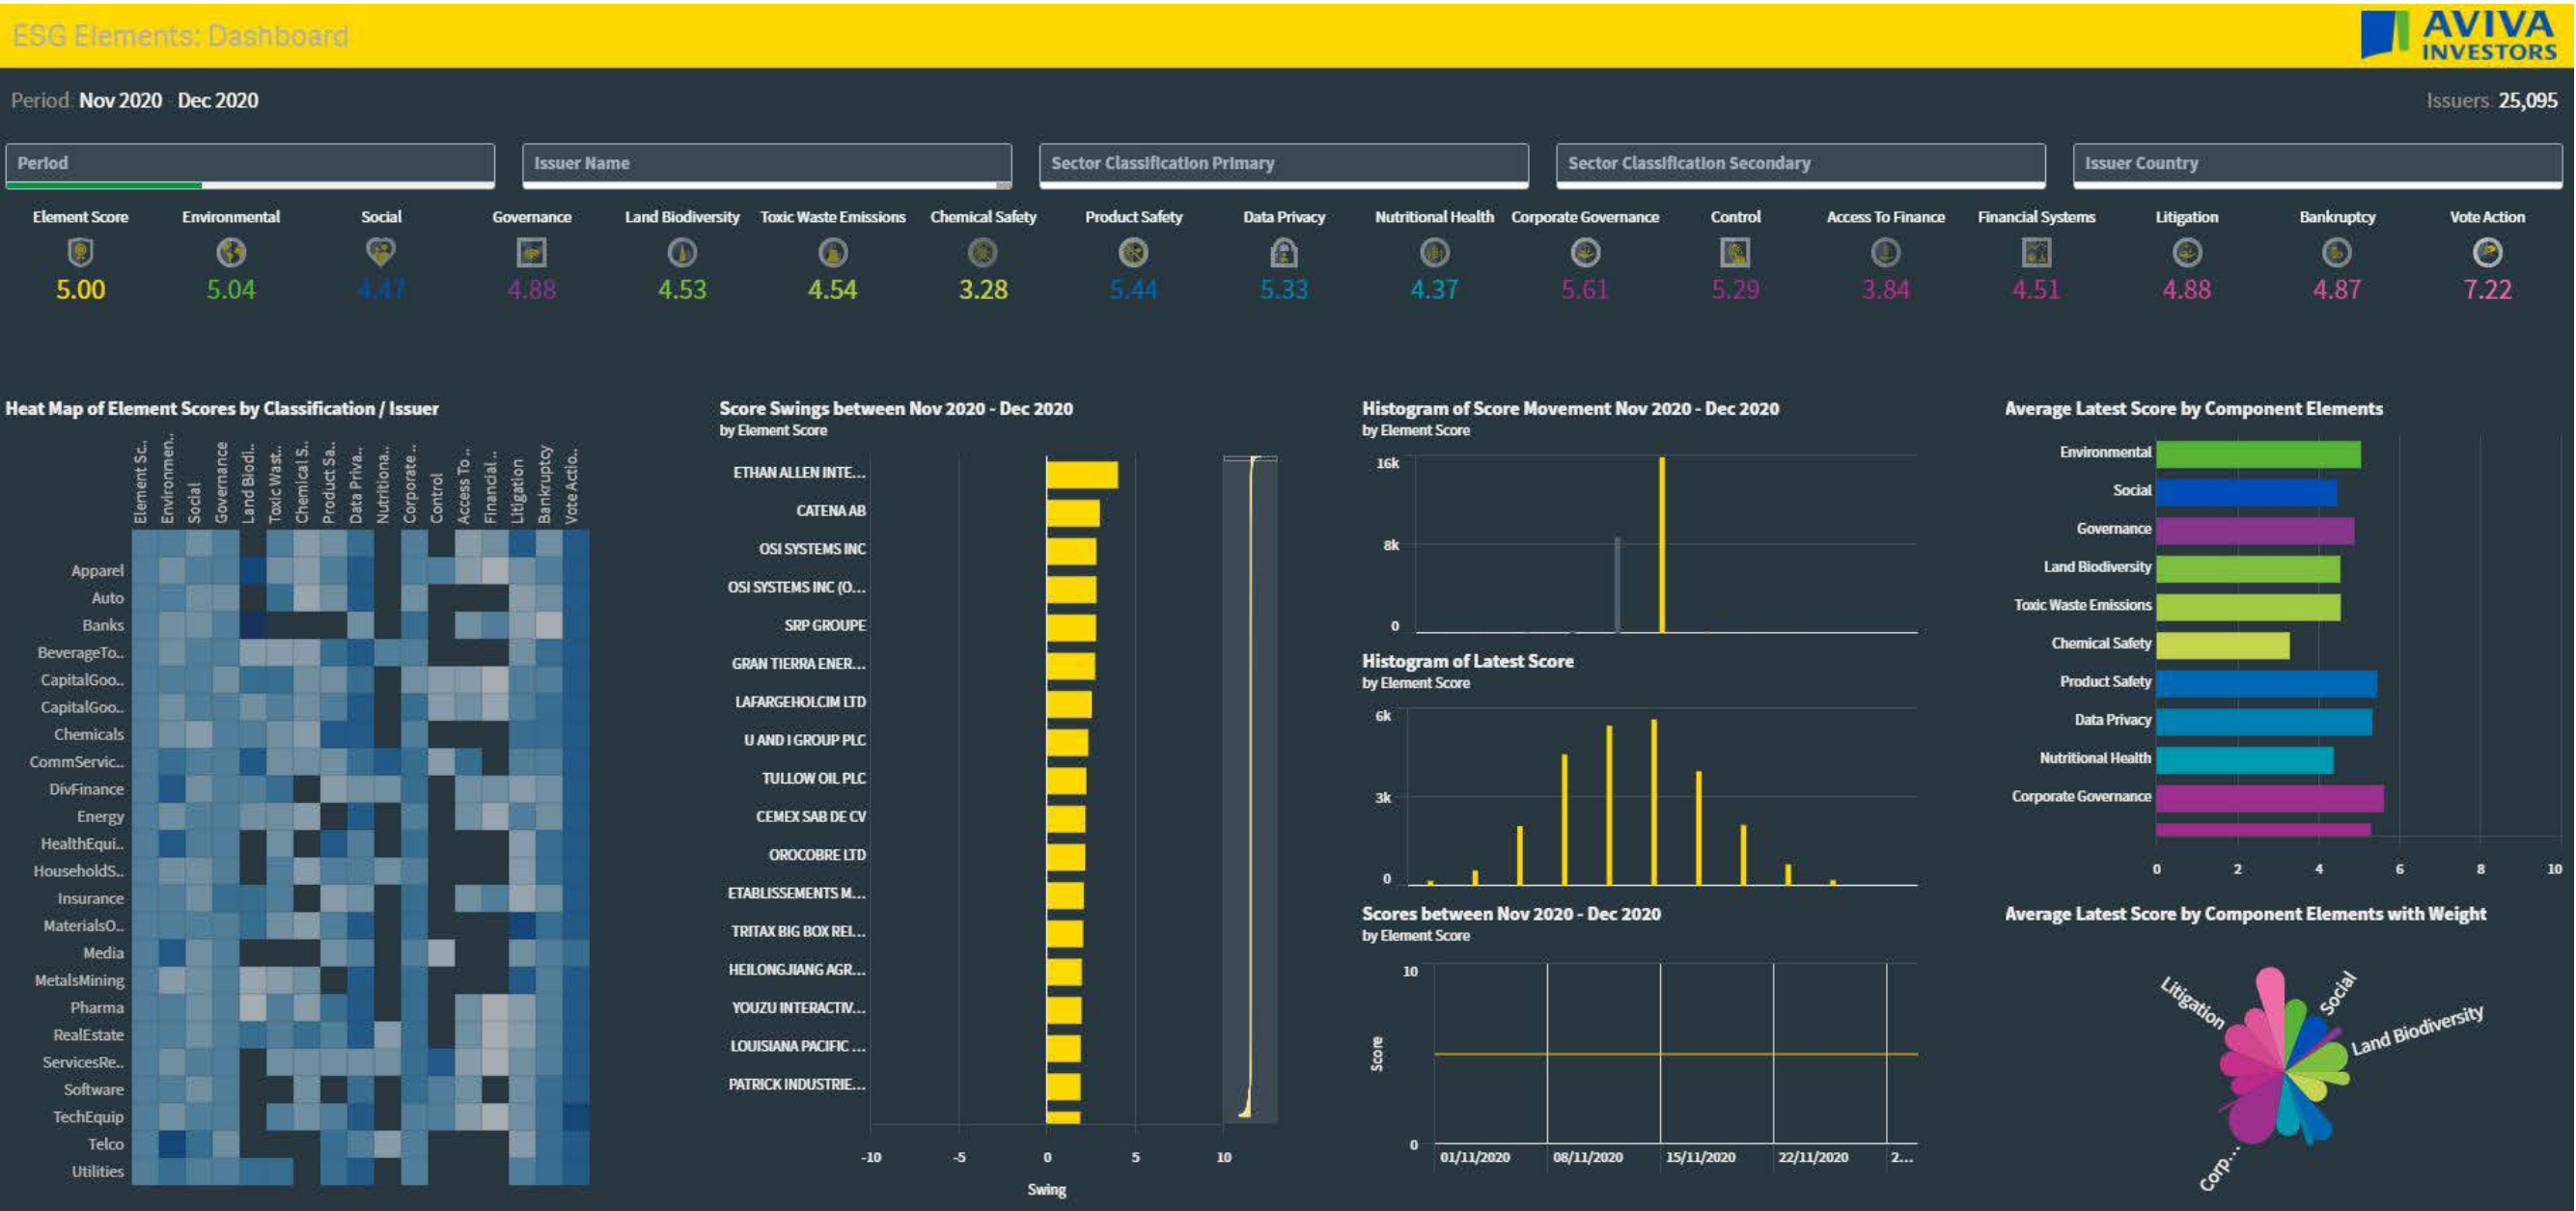 ESG Elements: Dashboard
AVIVA
INVESTORS
Period: Nov 2020 - Dec 2020
Issuers: 25,095
Period
Issuer Name
Sector Classification Primary
Sector Classification Secondary
Issuer Country
Element Score Environmental Social Governance Land Biodiversity Toxic Waste Emissions Chemical Safety Product Safety Data Privacy Nutritional Health Corporate Governance Control Access To Finance Financial Systems Litigation Bankruptcy Vote Action
5.00 5.04 4.47 4.88 4.53 4.54 3.28 5.44 5.33 4.37 5.61 5.29 3.84 4.51 4.88 4.87 7.22
Heat Map of Element Scores by Classification / Issuer
Element Sc..
Environmen..
Social
Governance
Land Biodi..
Toxic Wast..
Chemical S..
Product Sa..
Data Priva..
Nutritiona..
Corporate ..
Control
Access To ..
Financial ..
Litigation
Bankruptcy
Vote Actio..
Apparel
Auto
Banks
BeverageTo..
CapitalGoo..
CapitalGoo..
Chemicals
CommServic..
DivFinance
Energy
HealthEqui..
HouseholdS..
Insurance
MaterialsO..
Media
MetalsMining
Pharma
RealEstate
ServicesRe..
Software
TechEquip
Telco
Utilities
Score Swings between Nov 2020 - Dec 2020
by Element Score
ETHAN ALLEN INTE...
CATENA AB
OSI SYSTEMS INC
OSI SYSTEMS INC (O...
SRP GROUPE
GRAN TIERRA ENER...
LAFARGEHOLCIM LTD
U AND I GROUP PLC
TULLOW OIL PLC
CEMEX SAB DE CV
OROCOBRE LTD
ETABLISSEMENTS M...
TRITAX BIG BOX REI...
HEILONGJIANG AGR...
YOUZU INTERACTIV...
LOUISIANA PACIFIC ...
PATRICK INDUSTRIE...
-10 -5 0 5 10
Swing
Histogram of Score Movement Nov 2020 - Dec 2020
by Element Score
16k
8k
0
Histogram of Latest Score
by Element Score
6k
3k
0
Scores between Nov 2020 - Dec 2020
by Element Score
10
Score
0
01/11/2020 08/11/2020 15/11/2020 22/11/2020 2...
Average Latest Score by Component Elements
Environmental
Social
Governance
Land Biodiversity
Toxic Waste Emissions
Chemical Safety
Product Safety
Data Privacy
Nutritional Health
Corporate Governance
0 2 4 6 8 10
Average Latest Score by Component Elements with Weight
Litigation
Social
Land Biodiversity
Corp...